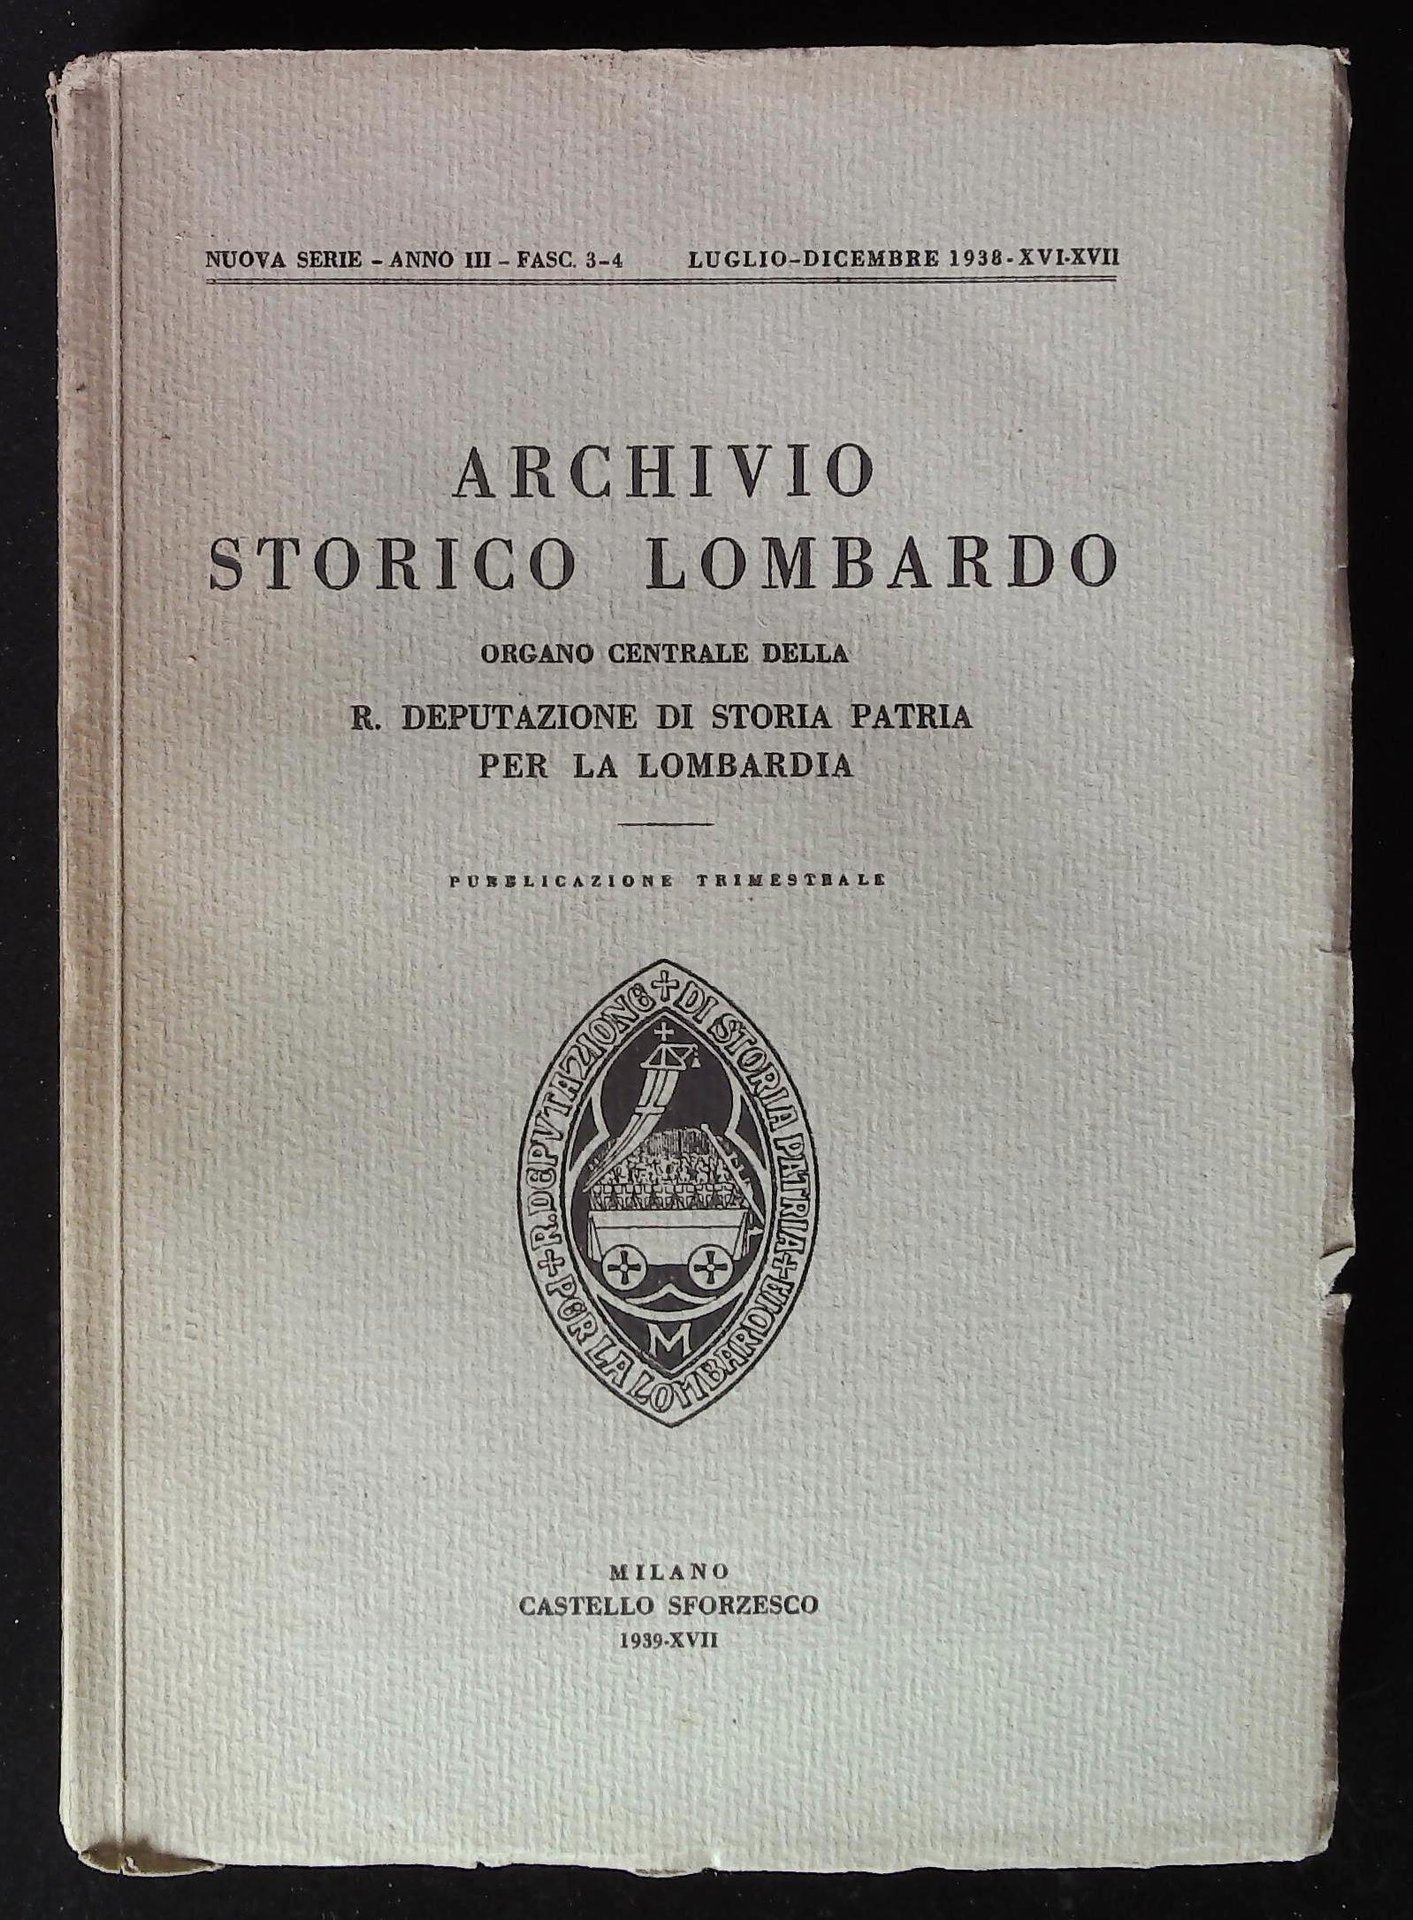 NUOVA SERIE - ANNO III - FASC. 3-4 LUGLIO-DICEMBRE 1938-XVI-XVII
ARCHIVIO
STORICO LOMBARDO
ORGANO CENTRALE DELLA
R. DEPUTAZIONE DI STORIA PATRIA
PER LA LOMBARDIA
PUBBLICAZIONE TRIMESTRALE
R. DEPVTAZIONE DI STORIA PATRIA
PER LA LOMBARDIA
M
MILANO
CASTELLO SFORZESCO
1939-XVII